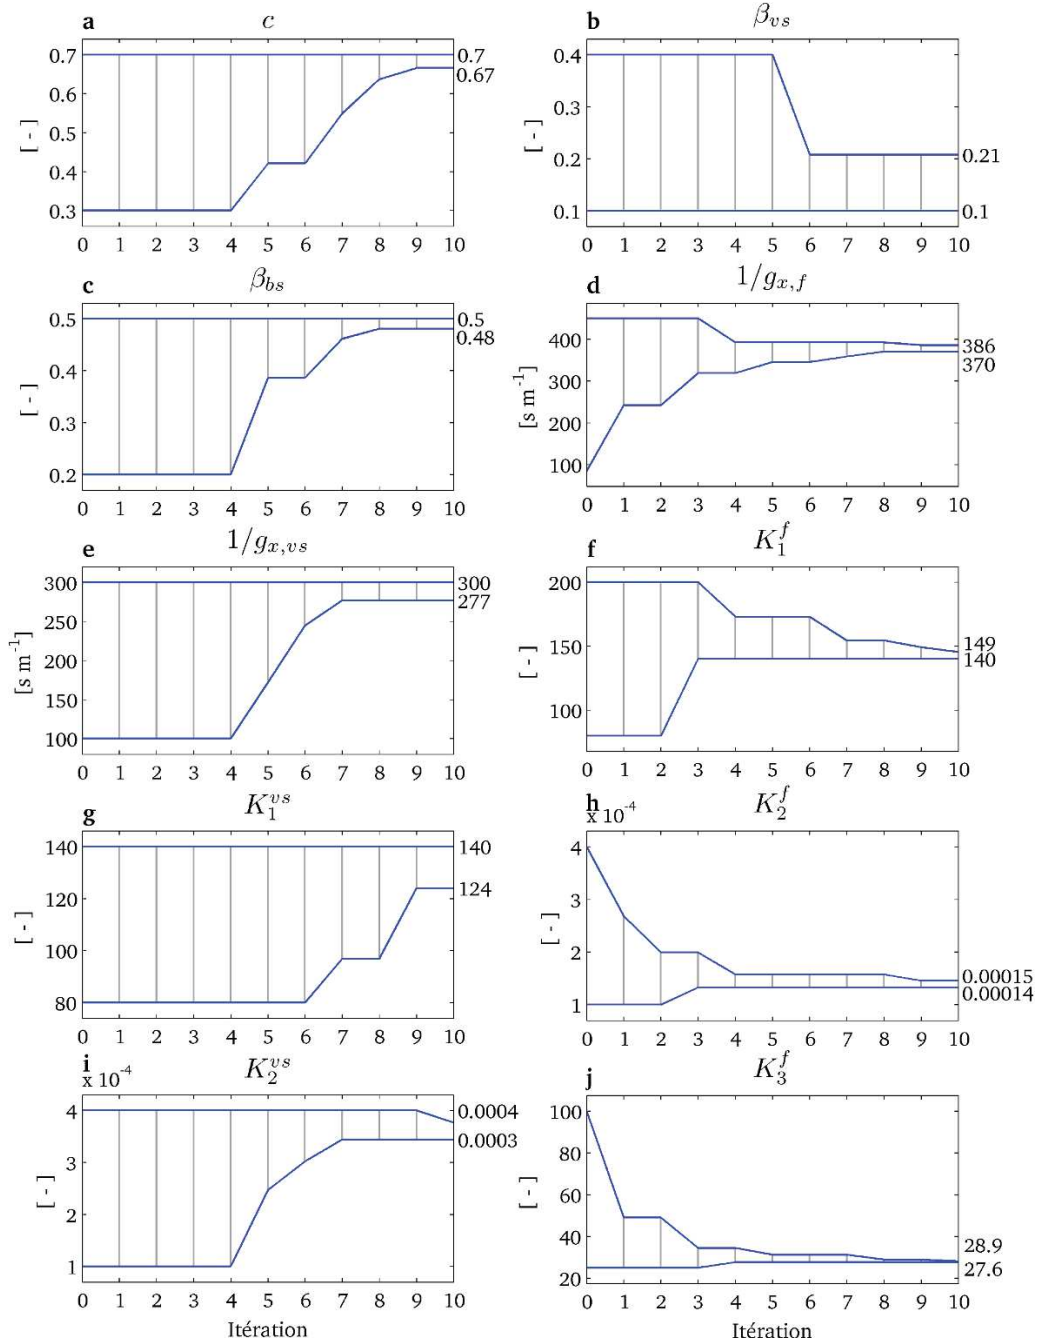 a c
0.7
0.6
0.5
0.4
0.3
[ - ]
0.7
0.67
0 1 2 3 4 5 6 7 8 9 10
b β_vs
0.4
0.3
0.2
0.1
[ - ]
0.21
0.1
0 1 2 3 4 5 6 7 8 9 10
c β_bs
0.5
0.4
0.3
0.2
[ - ]
0.5
0.48
0 1 2 3 4 5 6 7 8 9 10
d 1/g_x,f
400
300
200
100
[s m⁻¹]
386
370
0 1 2 3 4 5 6 7 8 9 10
e 1/g_x,vs
300
250
200
150
100
[s m⁻¹]
300
277
0 1 2 3 4 5 6 7 8 9 10
f K₁^f
200
150
100
[ - ]
149
140
0 1 2 3 4 5 6 7 8 9 10
g K₁^vs
140
120
100
80
[ - ]
140
124
0 1 2 3 4 5 6 7 8 9 10
h K₂^f
x 10⁻⁴
4
3
2
1
[ - ]
0.00015
0.00014
0 1 2 3 4 5 6 7 8 9 10
i K₂^vs
x 10⁻⁴
4
3
2
1
[ - ]
0.0004
0.0003
0 1 2 3 4 5 6 7 8 9 10
Itération
j K₃^f
100
80
60
40
20
[ - ]
28.9
27.6
0 1 2 3 4 5 6 7 8 9 10
Itération